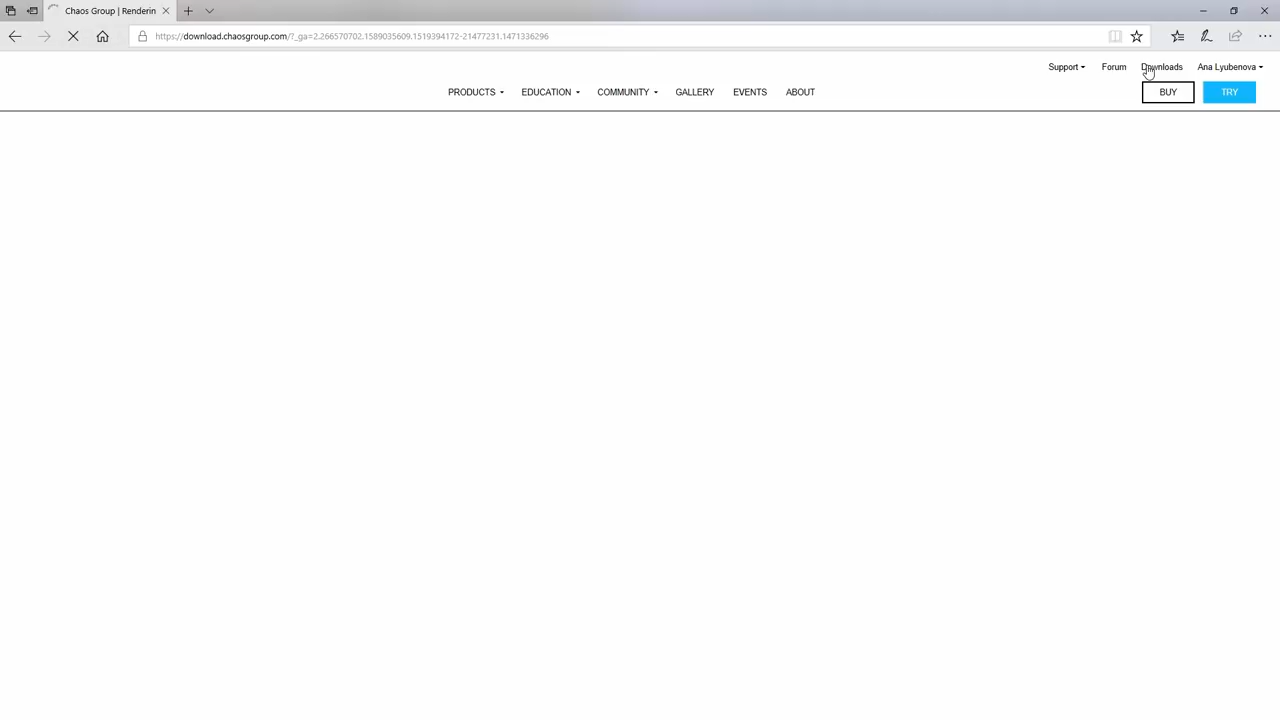 Chaos Group | Renderin
https://download.chaosgroup.com/?_ga=2.266570702.1589035609.1519394172-21477231.1471336296
Support Forum Downloads Ana Lyubenova
PRODUCTS EDUCATION COMMUNITY GALLERY EVENTS ABOUT BUY TRY